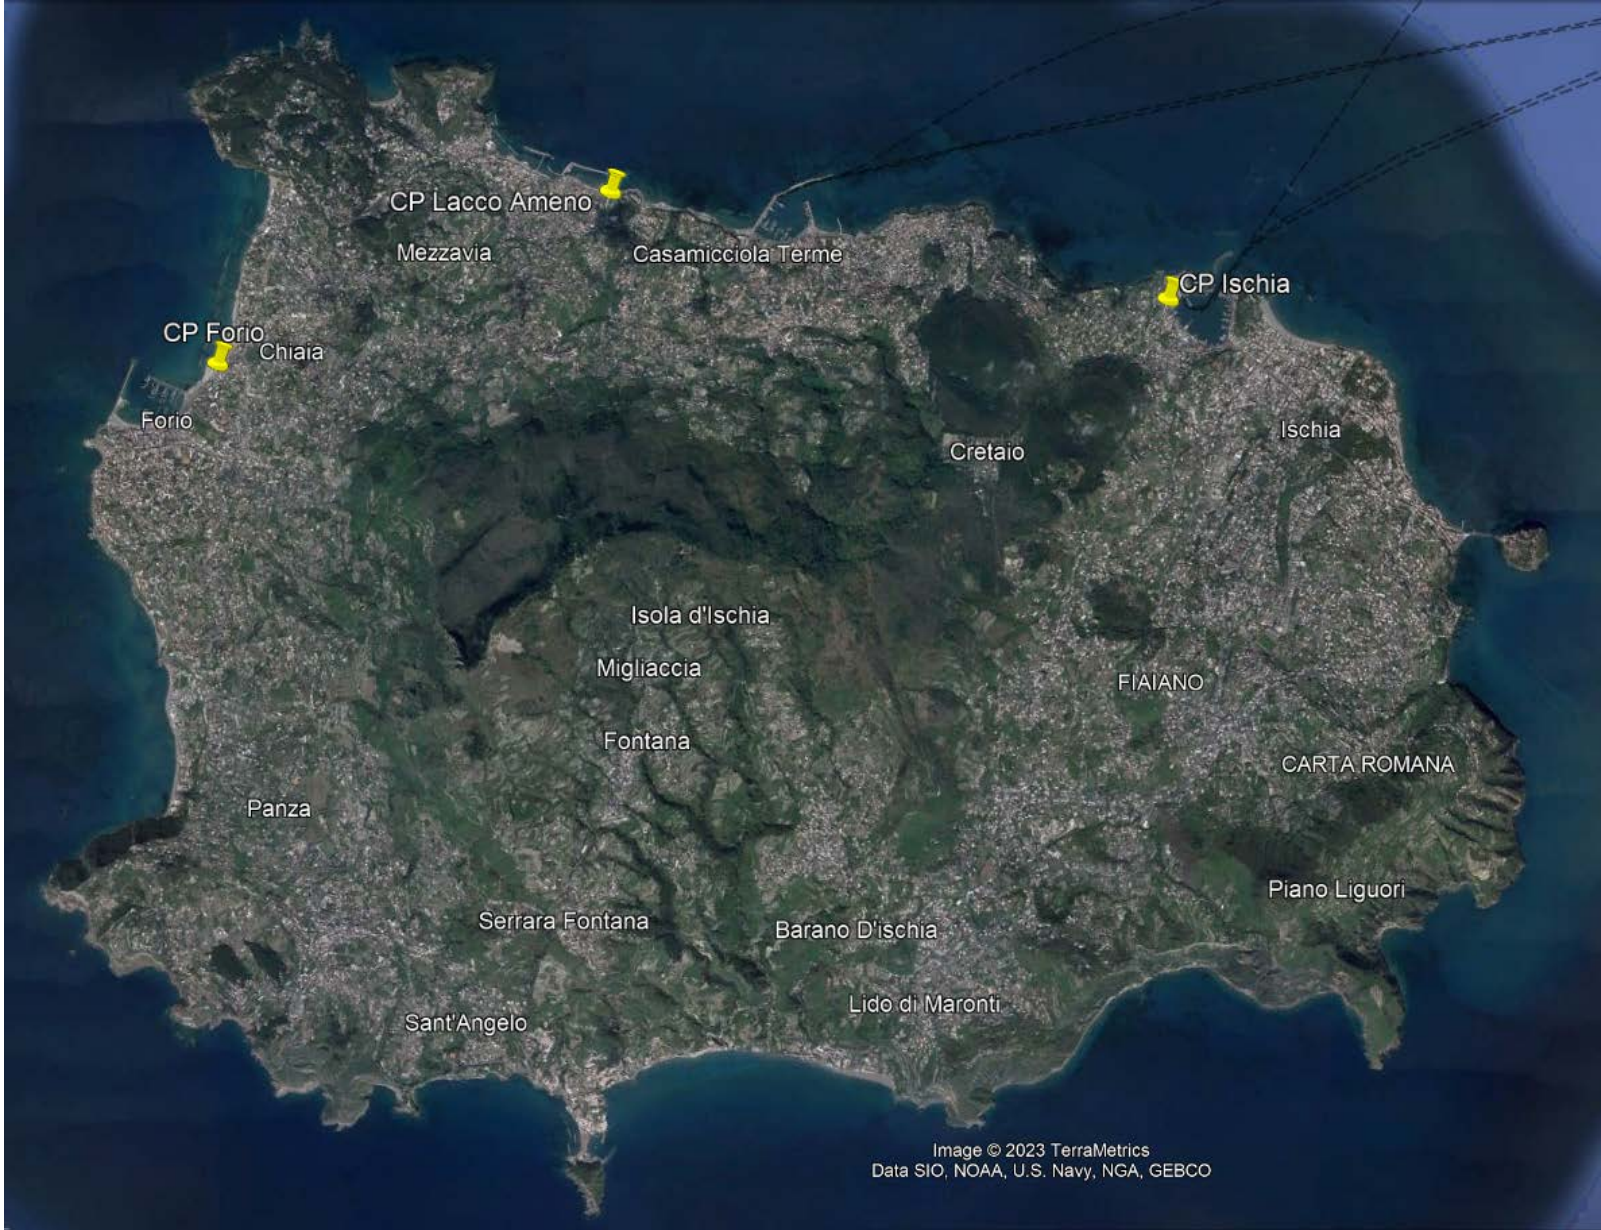 CP Lacco Ameno
Mezzavia
Casamicciola Terme
CP Ischia
CP Forio
Chiaia
Forio
Ischia
Cretaio
Isola d'Ischia
Migliaccia
FIAIANO
Fontana
CARTA ROMANA
Panza
Piano Liguori
Serrara Fontana
Barano D'ischia
Lido di Maronti
Sant'Angelo
Image © 2023 TerraMetrics
Data SIO, NOAA, U.S. Navy, NGA, GEBCO